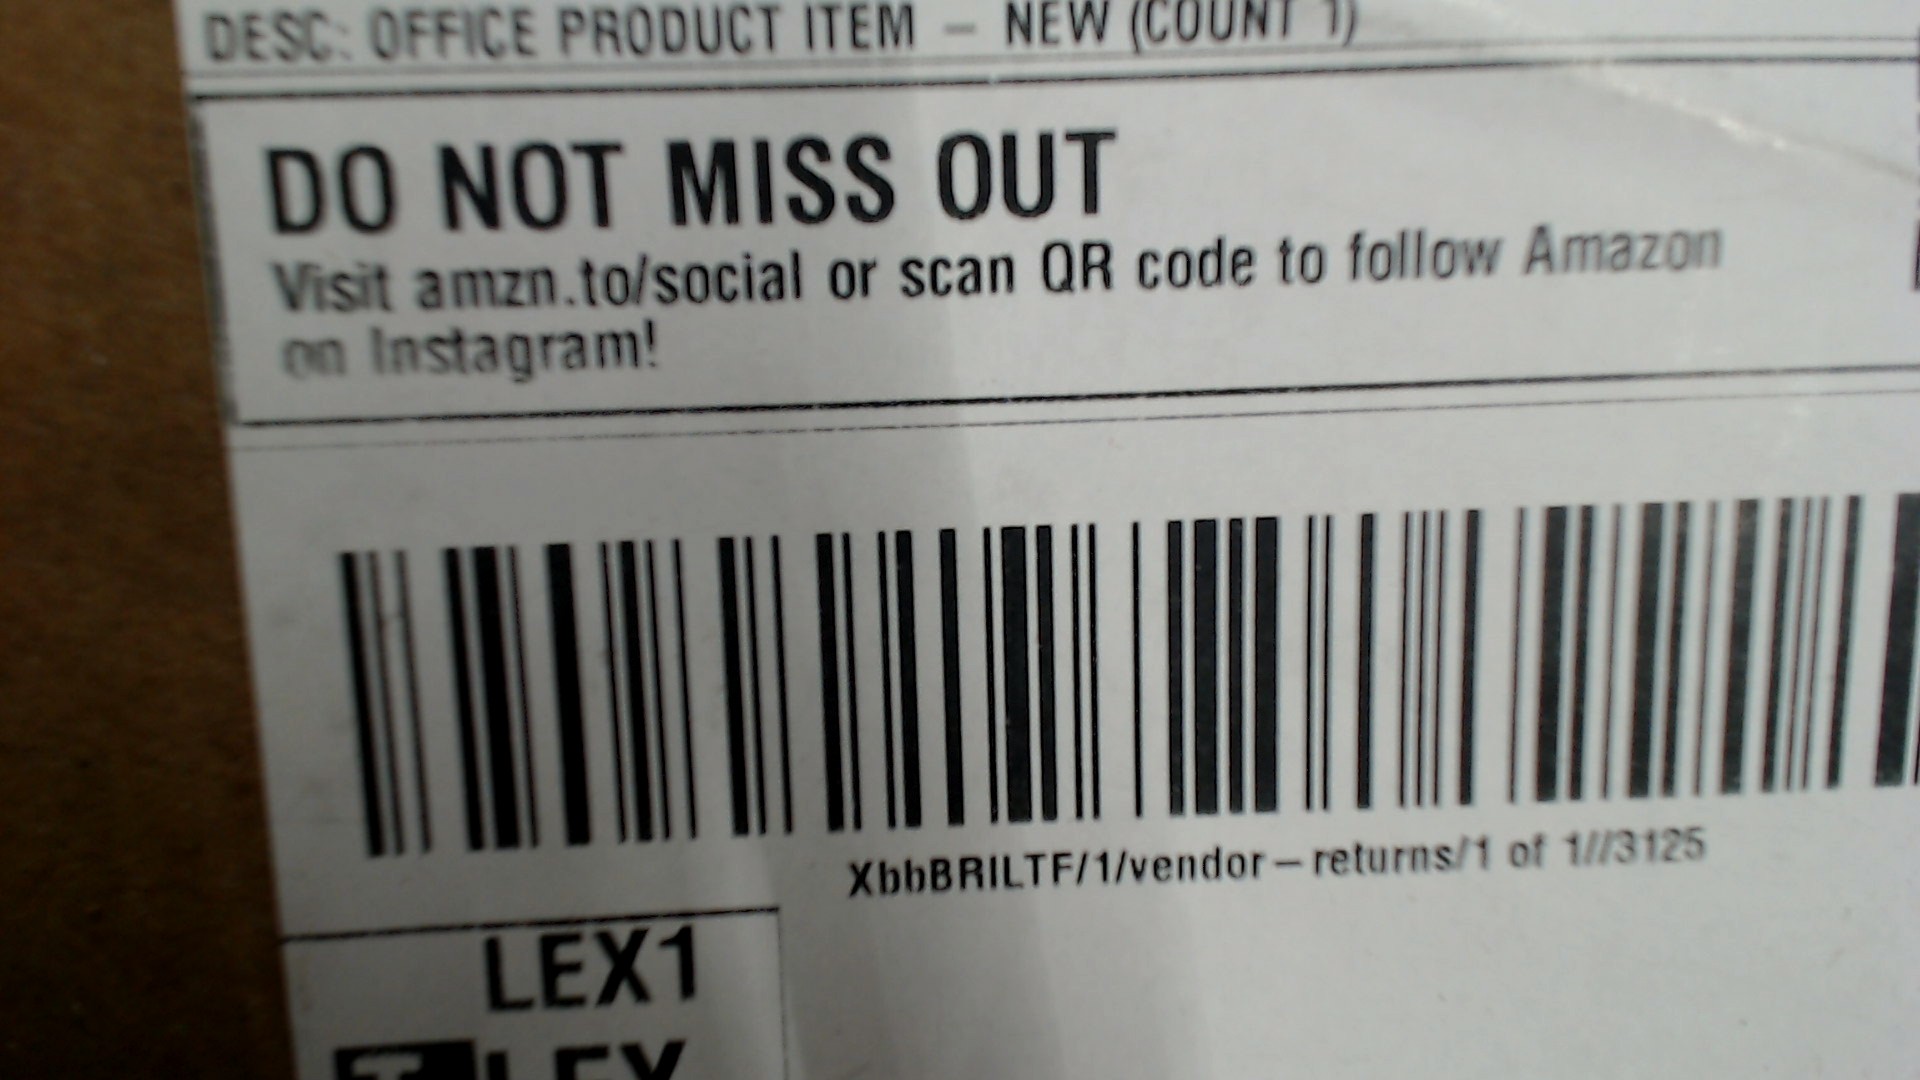 DESC: OFFICE PRODUCT ITEM – NEW (COUNT 1)
DO NOT MISS OUT
Visit amzn.to/social or scan QR code to follow Amazon
on Instagram!
XbbBRILTF/1/vendor–returns/1 of 1//3125
LEX1
T LEX